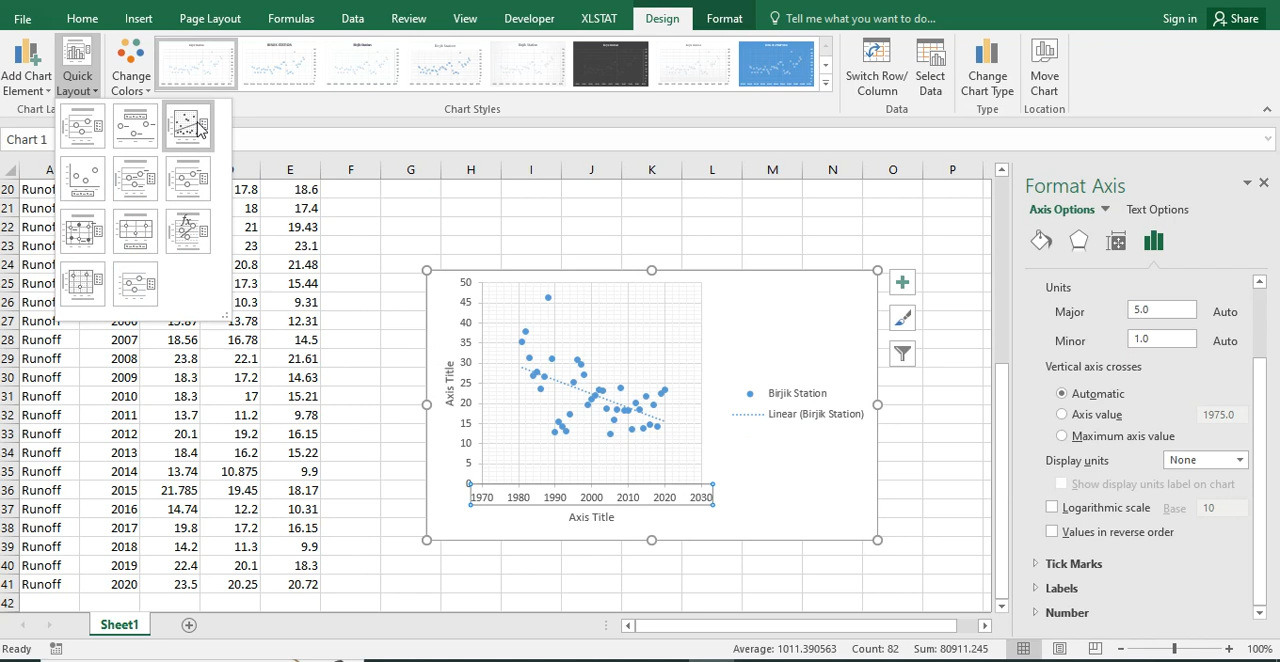 File Home Insert Page Layout Formulas Data Review View Developer XLSTAT Design Format Tell me what you want to do... Sign in Share
Add Chart Element Quick Layout Change Colors Switch Row/ Column Select Data Change Chart Type Move Chart
Chart La Chart Styles Data Type Location
Chart 1
A E F G H I J K L M N O P
20 Runoff 17.8 18.6
21 Runoff 18 17.4
22 Runoff 21 19.43
23 Runoff 23 23.1
24 Runoff 20.8 21.48
25 Runoff 17.3 15.44
26 Runoff 10.3 9.31
27 Runoff 2006 15.87 13.78 12.31
28 Runoff 2007 18.56 16.78 14.5
29 Runoff 2008 23.8 22.1 21.61
30 Runoff 2009 18.3 17.2 14.63
31 Runoff 2010 18.3 17 15.21
32 Runoff 2011 13.7 11.2 9.78
33 Runoff 2012 20.1 19.2 16.15
34 Runoff 2013 18.4 16.2 15.22
35 Runoff 2014 13.74 10.875 9.9
36 Runoff 2015 21.785 19.45 18.17
37 Runoff 2016 14.74 12.2 10.31
38 Runoff 2017 19.8 17.2 16.15
39 Runoff 2018 14.2 11.3 9.9
40 Runoff 2019 22.4 20.1 18.3
41 Runoff 2020 23.5 20.25 20.72
42
50
45
40
35
30
25
20
15
10
5
0
1970 1980 1990 2000 2010 2020 2030
Axis Title
Axis Title
Birjik Station
Linear (Birjik Station)
Format Axis
Axis Options Text Options
Units
Major 5.0 Auto
Minor 1.0 Auto
Vertical axis crosses
Automatic
Axis value 1975.0
Maximum axis value
Display units None
Show display units label on chart
Logarithmic scale Base 10
Values in reverse order
Tick Marks
Labels
Number
Sheet1
Ready Average: 1011.390563 Count: 82 Sum: 80911.245 100%